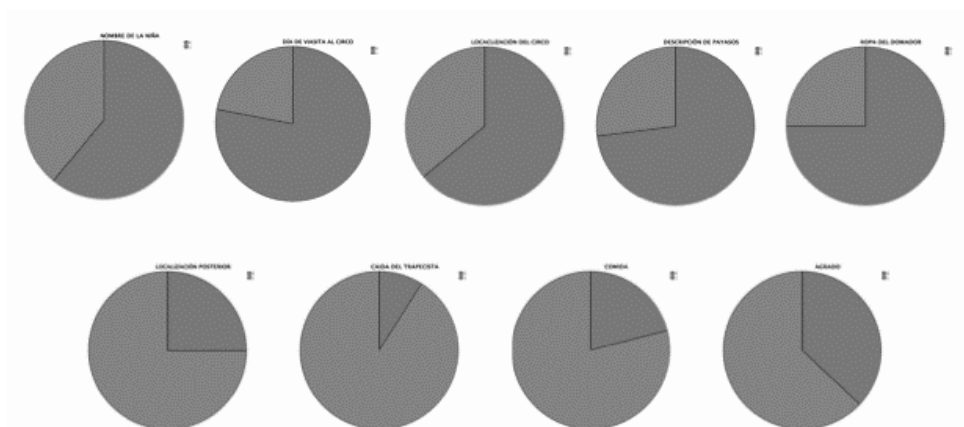 NOMBRE DE LA NIÑA
DÍA DE VIASITA AL CIRCO
LOCACLIZACIÓN DEL CIRCO
DESCRIPCIÓN DE PAYASOS
ROPA DEL DOMADOR
LOCALIZACIÓN POSTERIOR
CAIDA DEL TRAPECISTA
COMIDA
AGRADO